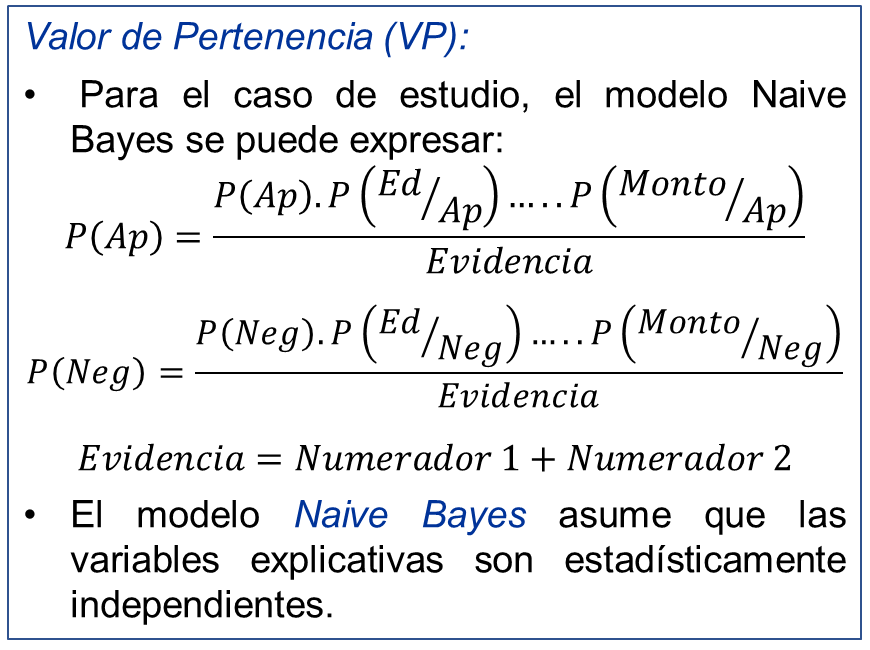 Valor de Pertenencia (VP):
• Para el caso de estudio, el modelo Naive
Bayes se puede expresar:
P(Ap) = \frac{P(Ap).P(Ed/Ap) ..... P(Monto/Ap)}{Evidencia}
P(Neg) = \frac{P(Neg).P(Ed/Neg) ..... P(Monto/Neg)}{Evidencia}
Evidencia = Numerador 1 + Numerador 2
• El modelo Naive Bayes asume que las
variables explicativas son estadísticamente
independientes.